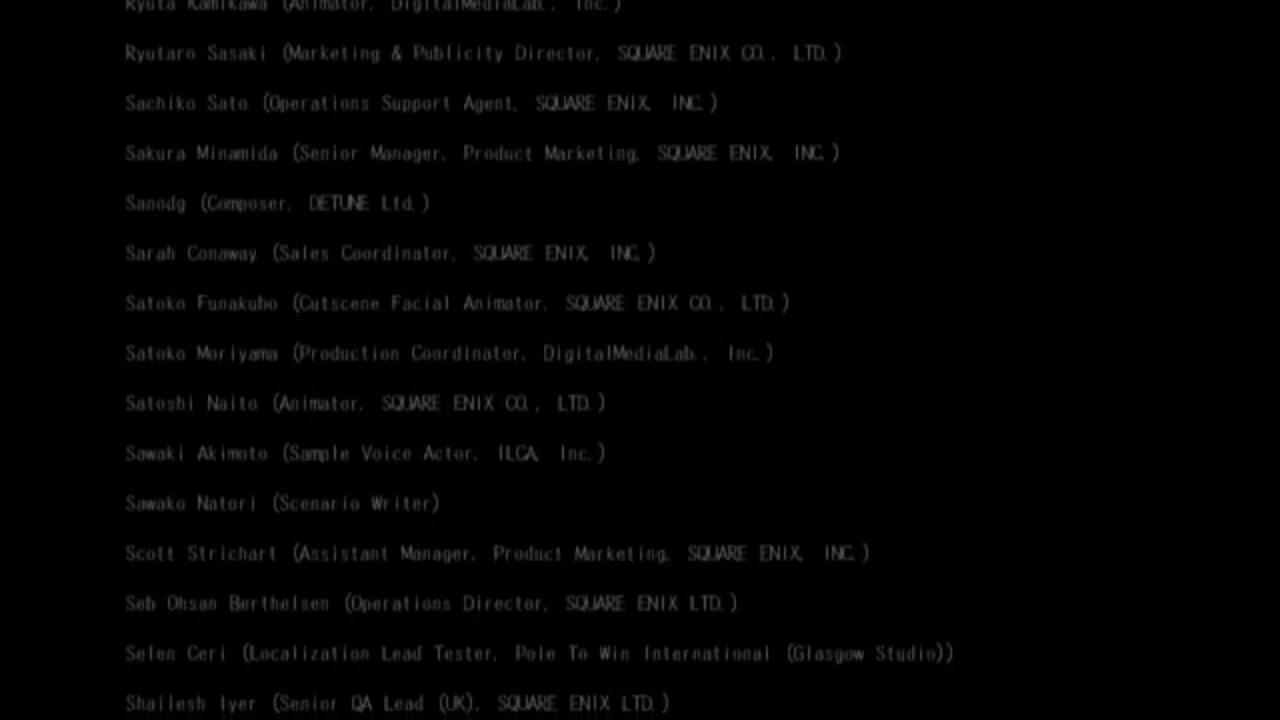 Ryuta Kamikawa (Animator, DigitalMediaLab., Inc.)
Ryutaro Sasaki (Marketing & Publicity Director, SQUARE ENIX CO., LTD.)
Sachiko Sato (Operations Support Agent, SQUARE ENIX, INC.)
Sakura Minamida (Senior Manager, Product Marketing, SQUARE ENIX, INC.)
Sanodg (Composer, DETUNE Ltd.)
Sarah Conaway (Sales Coordinator, SQUARE ENIX, INC.)
Satoko Funakubo (Cutscene Facial Animator, SQUARE ENIX CO., LTD.)
Satoko Moriyama (Production Coordinator, DigitalMediaLab., Inc.)
Satoshi Naito (Animator, SQUARE ENIX CO., LTD.)
Sawaki Akimoto (Sample Voice Actor, ILCA, Inc.)
Sawako Natori (Scenario Writer)
Scott Strichart (Assistant Manager, Product Marketing, SQUARE ENIX, INC.)
Seb Ohsan Berthelsen (Operations Director, SQUARE ENIX LTD.)
Selen Ceri (Localization Lead Tester, Pole To Win International (Glasgow Studio))
Shailesh Iyer (Senior QA Lead (UK), SQUARE ENIX LTD.)